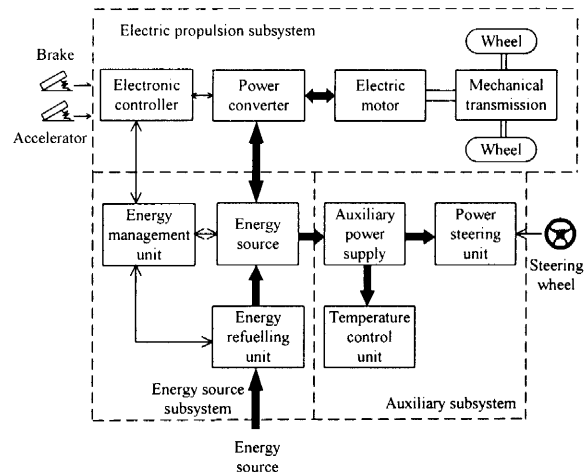 Electric propulsion subsystem
Wheel
Brake
Electronic
controller
Power
converter
Electric
motor
Mechanical
transmission
Accelerator
Wheel
Energy
management
unit
Energy
source
Auxiliary
power
supply
Power
steering
unit
Steering
wheel
Energy
refuelling
unit
Temperature
control
unit
Energy source
subsystem
Auxiliary subsystem
Energy
source